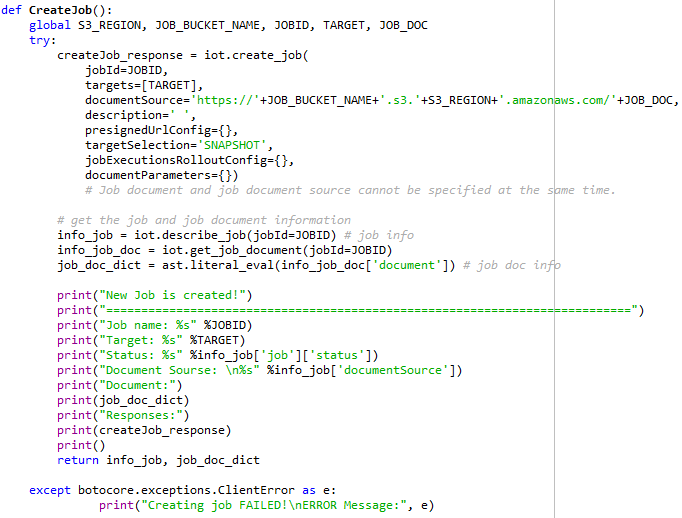 def CreateJob():
    global S3_REGION, JOB_BUCKET_NAME, JOBID, TARGET, JOB_DOC
    try:
        createJob_response = iot.create_job(
            jobId=JOBID,
            targets=[TARGET],
            documentSource='https://'+JOB_BUCKET_NAME+'.s3.'+S3_REGION+'.amazonaws.com/'+JOB_DOC,
            description=' ',
            presignedUrlConfig={},
            targetSelection='SNAPSHOT',
            jobExecutionsRolloutConfig={},
            documentParameters={})
            # Job document and job document source cannot be specified at the same time.

        # get the job and job document information
        info_job = iot.describe_job(jobId=JOBID) # job info
        info_job_doc = iot.get_job_document(jobId=JOBID)
        job_doc_dict = ast.literal_eval(info_job_doc['document']) # job doc info

        print("New Job is created!")
        print("===========================================================================")
        print("Job name: %s" %JOBID)
        print("Target: %s" %TARGET)
        print("Status: %s" %info_job['job']['status'])
        print("Document Sourse: \n%s" %info_job['documentSource'])
        print("Document:")
        print(job_doc_dict)
        print("Responses:")
        print(createJob_response)
        print()
        return info_job, job_doc_dict

    except botocore.exceptions.ClientError as e:
              print("Creating job FAILED!\nERROR Message:", e)